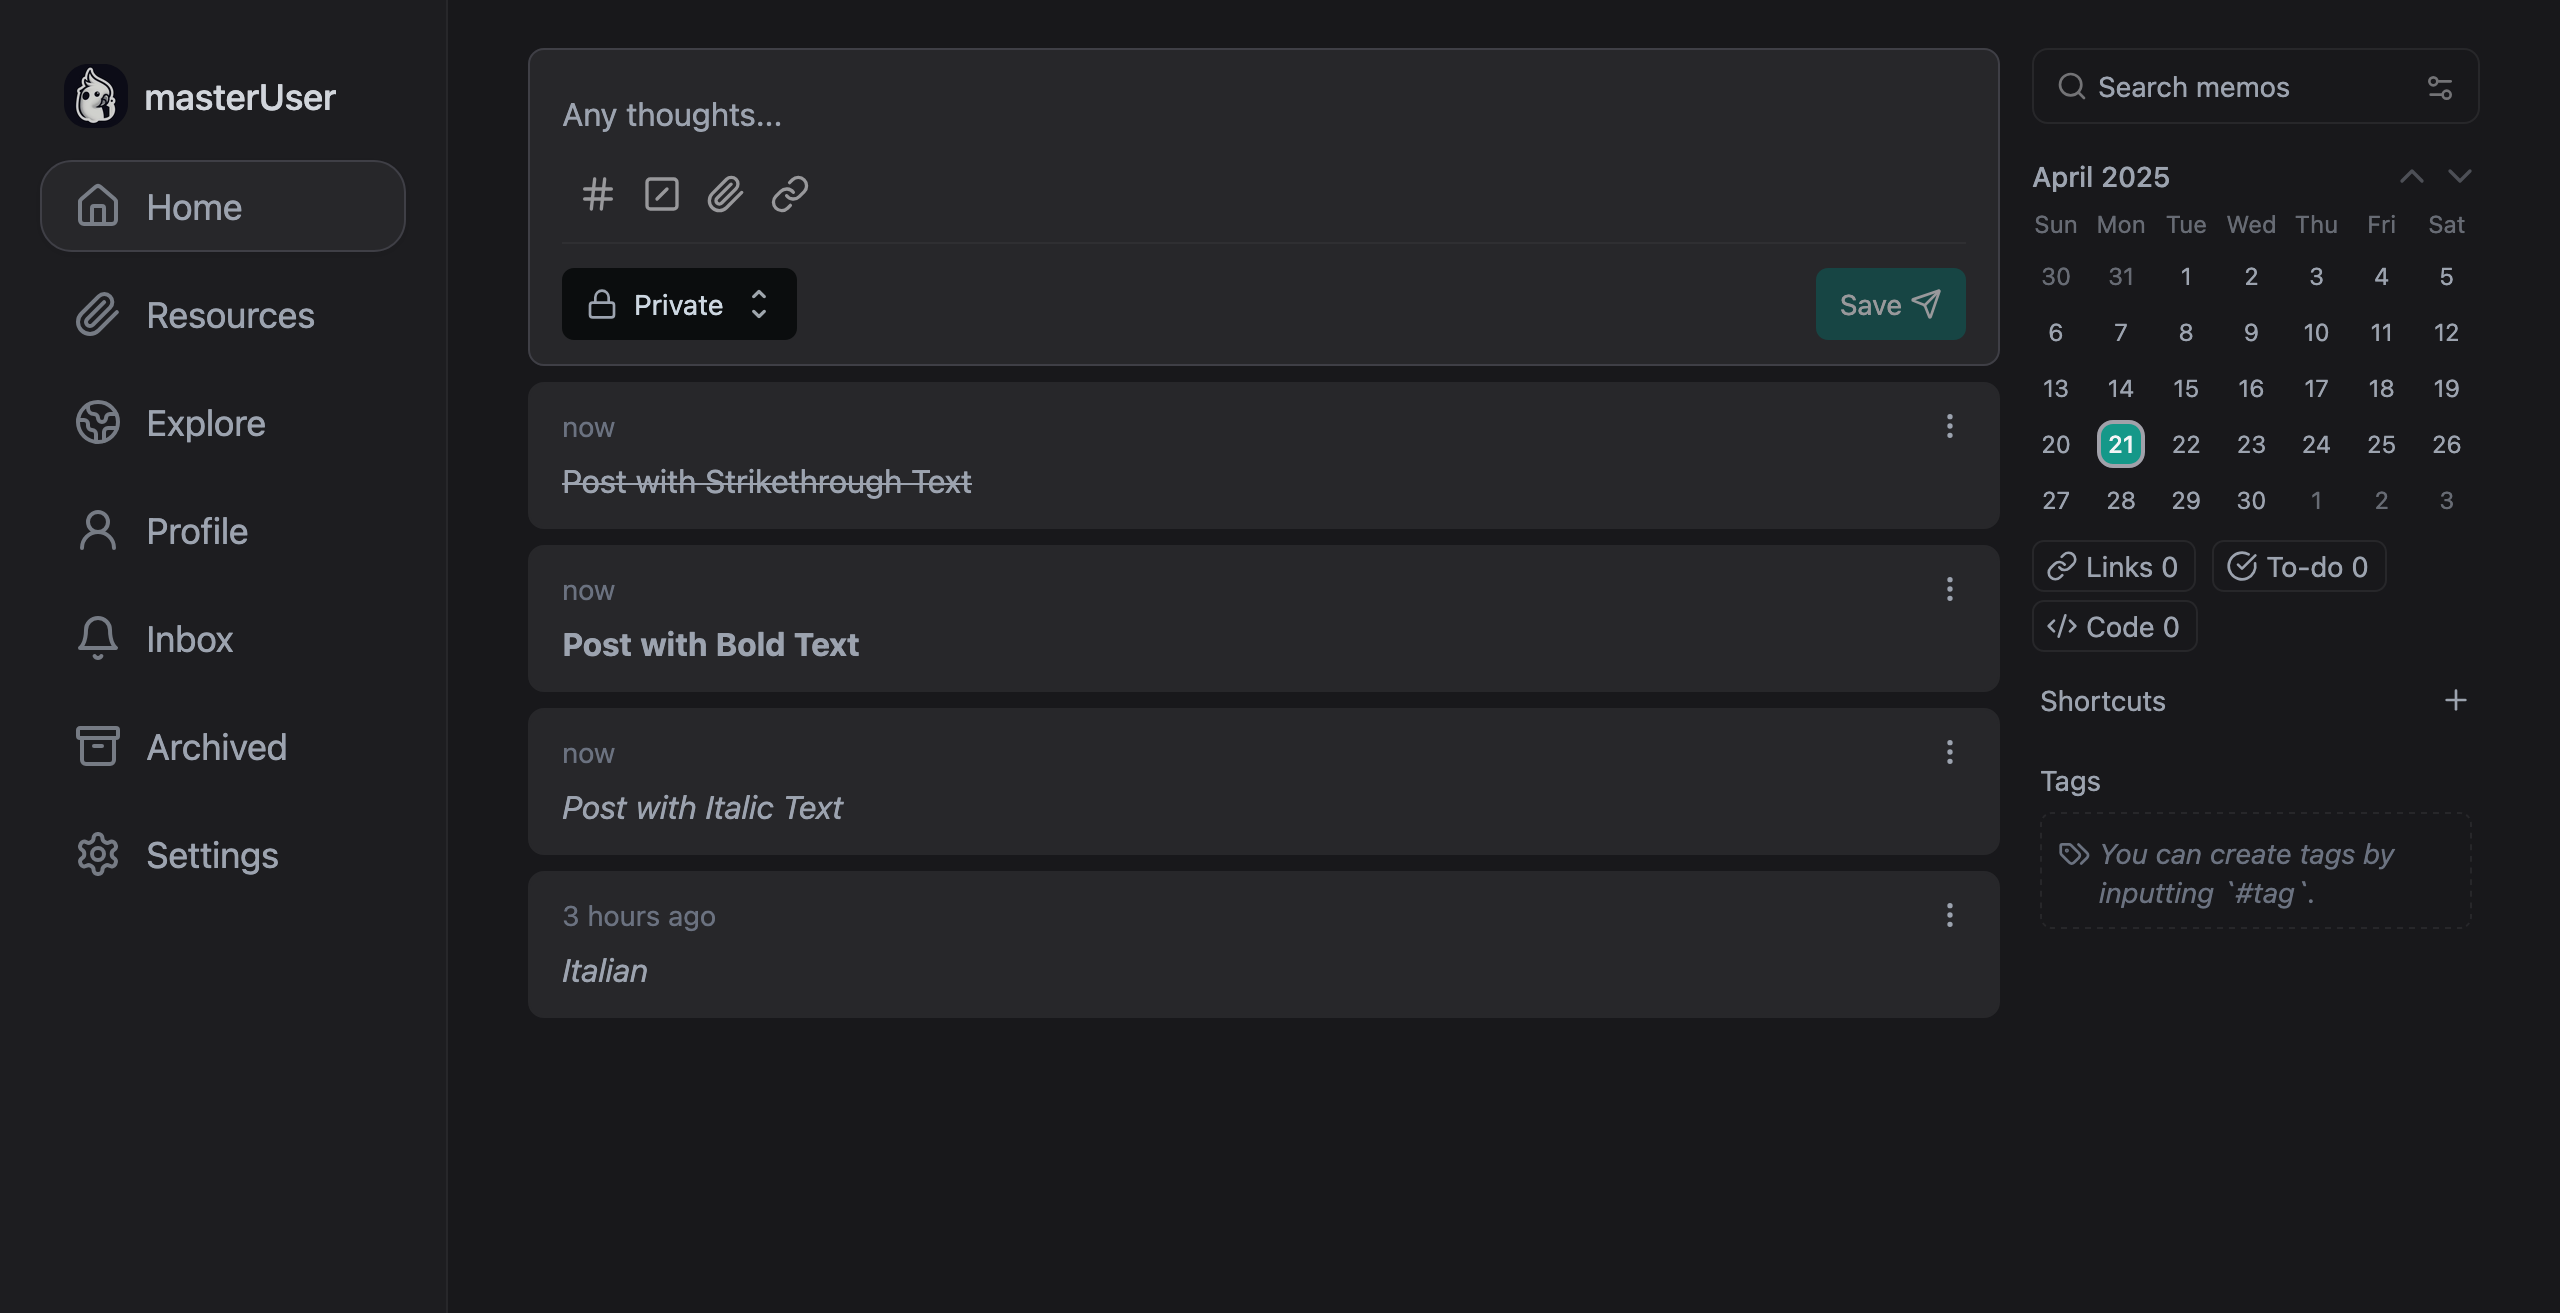 masterUser
Home
Resources
Explore
Profile
Inbox
Archived
Settings
Any thoughts...
Private
Save
now
Post with Strikethrough Text
now
Post with Bold Text
now
Post with Italic Text
3 hours ago
Italian
Search memos
April 2025
Sun Mon Tue Wed Thu Fri Sat
30 31 1 2 3 4 5
6 7 8 9 10 11 12
13 14 15 16 17 18 19
20 21 22 23 24 25 26
27 28 29 30 1 2 3
Links 0 To-do 0
Code 0
Shortcuts
Tags
You can create tags by
inputting `#tag`.